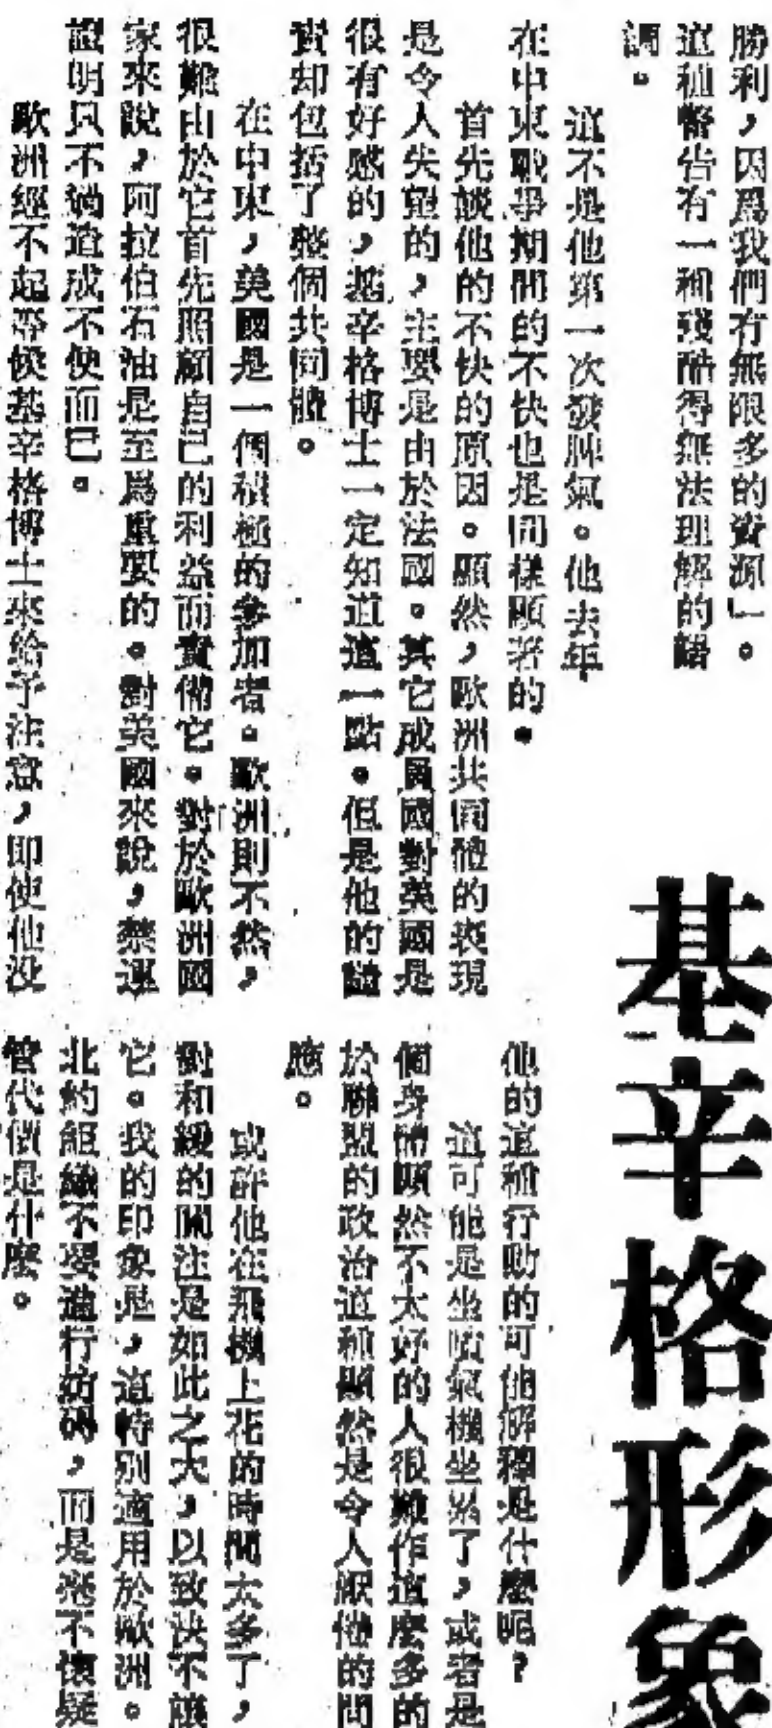 勝利，因爲我們有無限多的資源」。
這種警告有一種殘酷得無法理解的語
調。
這不是他第一次發脾氣。他去年
在中東戰爭期間的不快也是同樣顯著的。
首先談他的不快的原因。顯然，歐洲共同體的表現
是令人失望的，主要是由於法國。其它成員國對美國是
很有好感的，基辛格博士一定知道這一點。但是他的譴
責却包括了整個共同體。
在中東，美國是一個積極的參加者。歐洲則不然，
很難由於它首先照顧自己的利益而責備它。對於歐洲國
家來說，阿拉伯石油是至爲重要的。對美國來說，禁運
證明只不過造成不便而已。
歐洲經不起等候基辛格博士來給予注意，即使他没
基辛格形象
他的這種行動的可能解釋是什麽呢？
這可能是坐噴氣機坐累了，或者是
個身體顯然不太好的人很難作這麽多的
於聯盟的政治這種顯然是令人厭倦的問
應。
或許他在飛機上花的時間太多了，
對和緩的關注是如此之大，以致決不讓
它。我的印象是，這特別適用於歐洲。
北約組織不要進行妨碍，而是毫不懷疑
管代價是什麽。